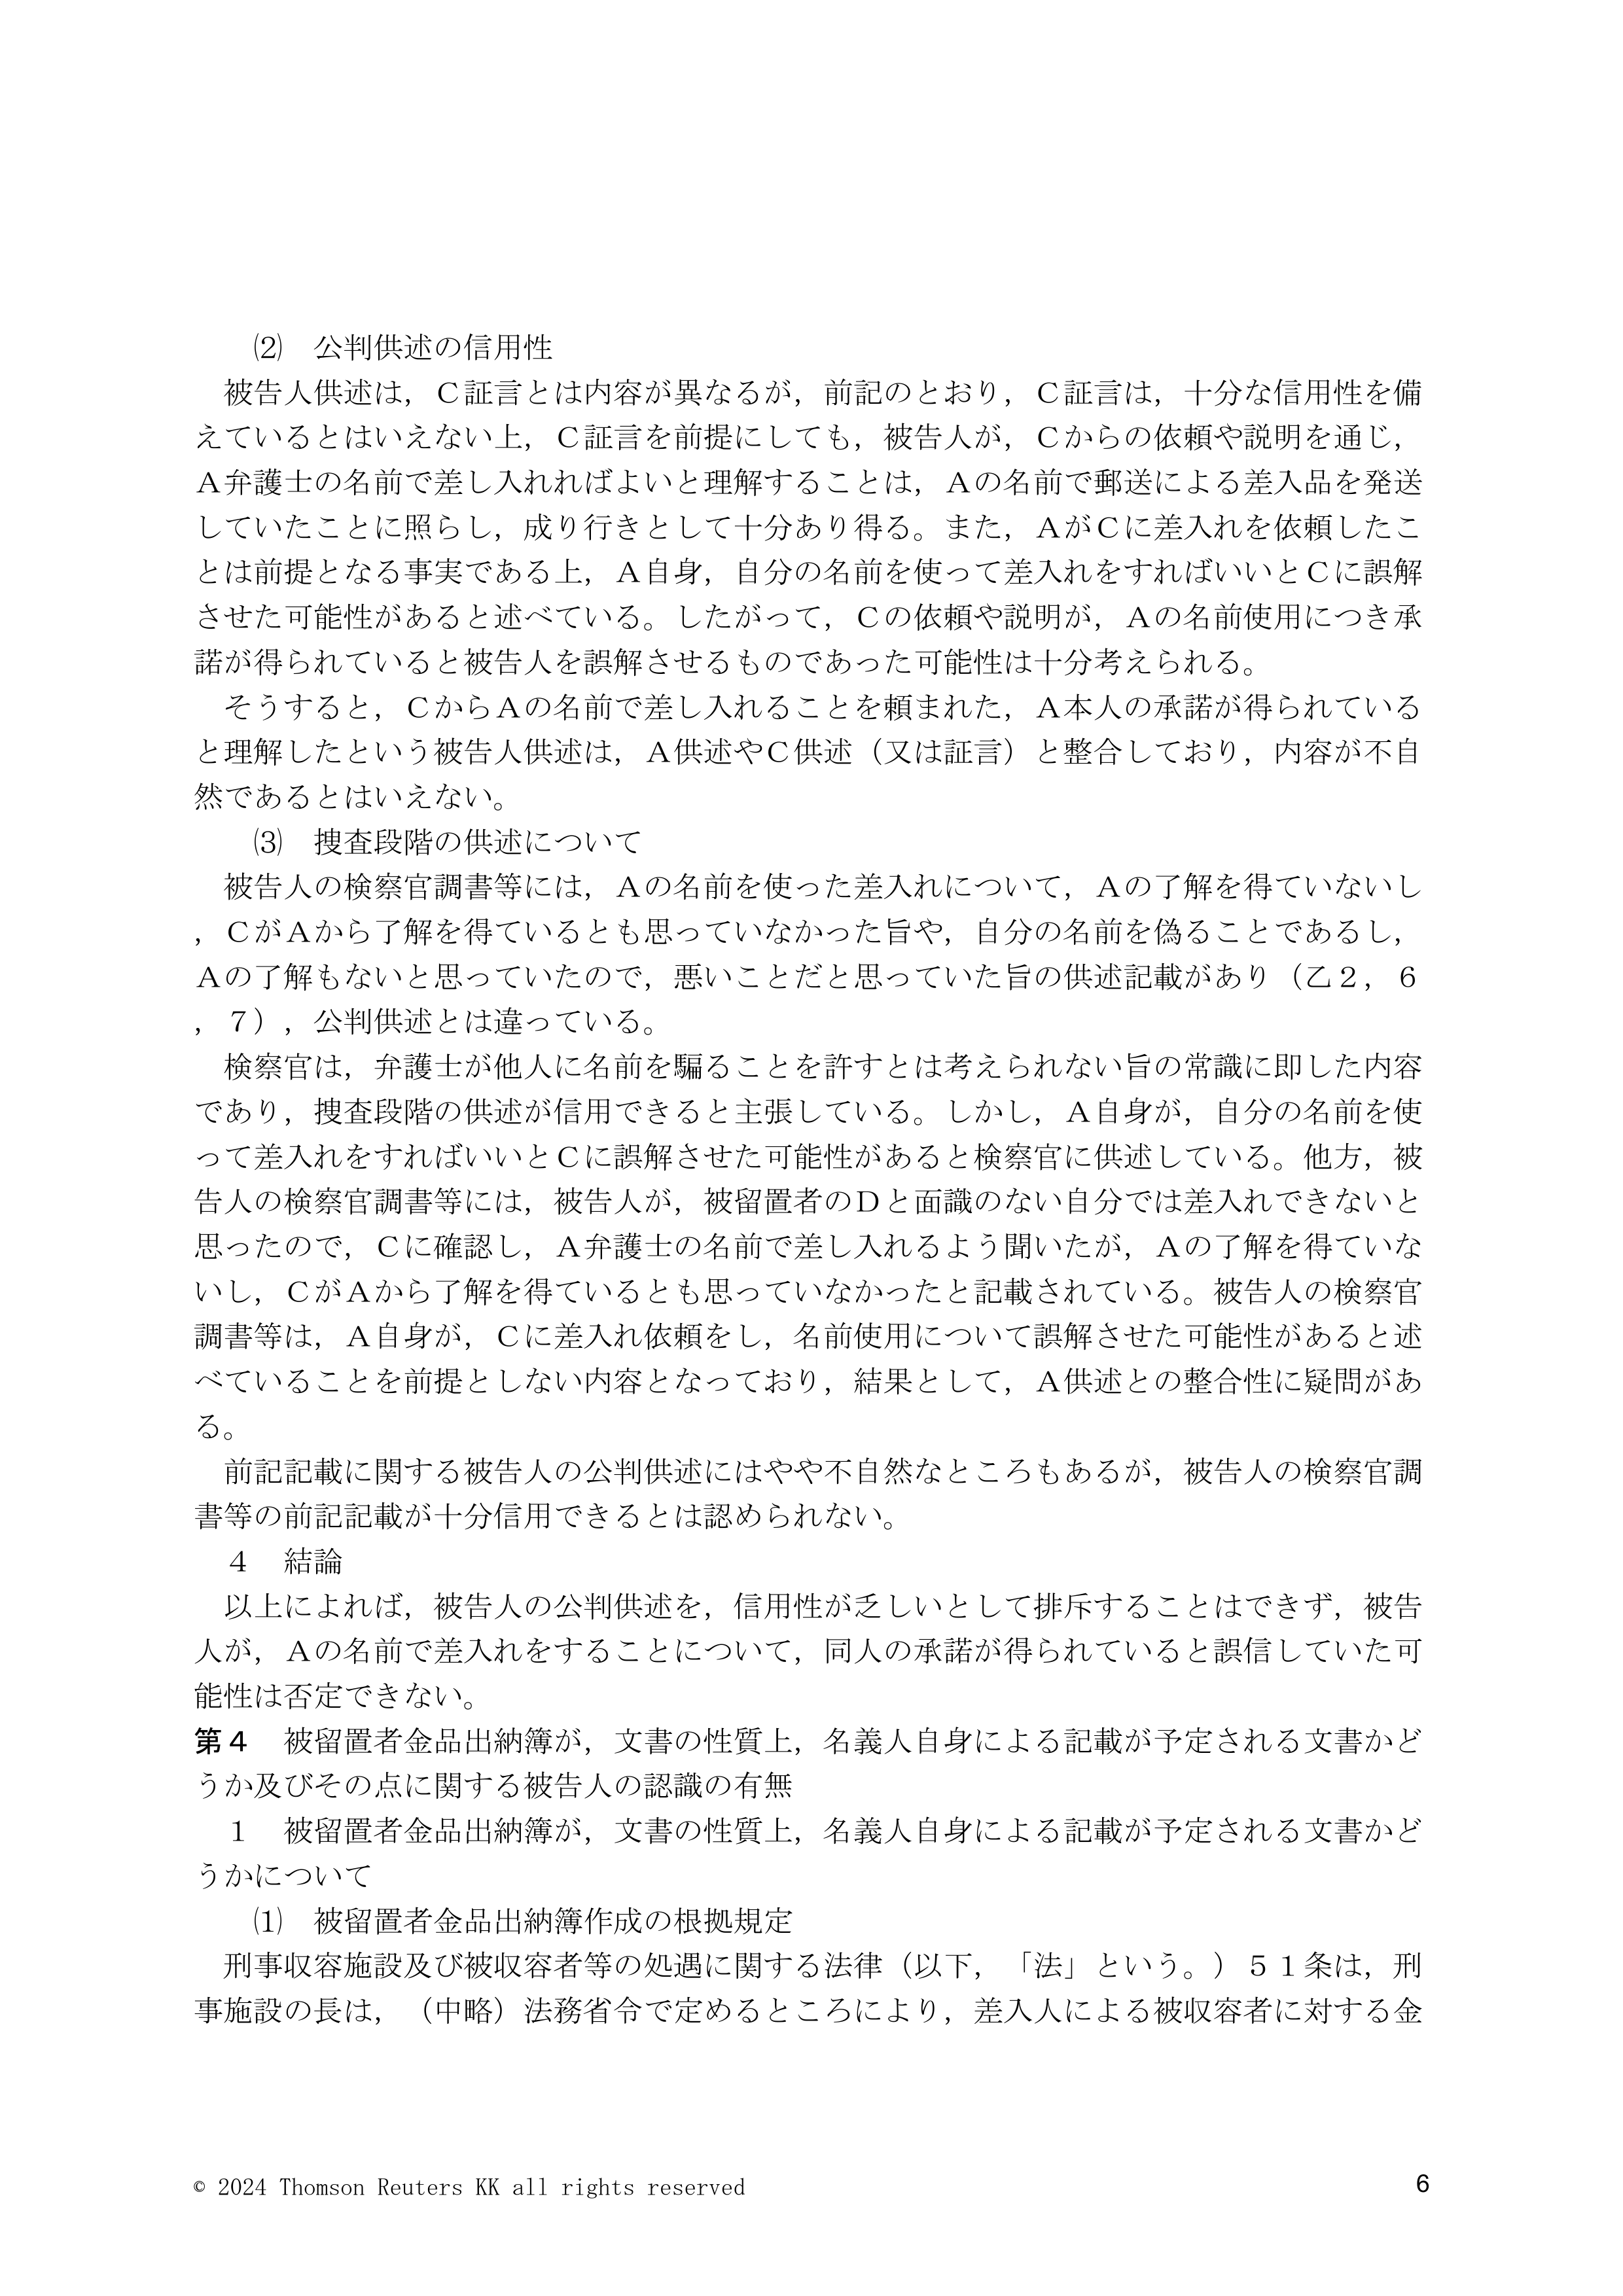 ⑵　公判供述の信用性
　被告人供述は，Ｃ証言とは内容が異なるが，前記のとおり，Ｃ証言は，十分な信用性を備
えているとはいえない上，Ｃ証言を前提にしても，被告人が，Ｃからの依頼や説明を通じ，
Ａ弁護士の名前で差し入れればよいと理解することは，Ａの名前で郵送による差入品を発送
していたことに照らし，成り行きとして十分あり得る。また，ＡがＣに差入れを依頼したこ
とは前提となる事実である上，Ａ自身，自分の名前を使って差入れをすればいいとＣに誤解
させた可能性があると述べている。したがって，Ｃの依頼や説明が，Ａの名前使用につき承
諾が得られていると被告人を誤解させるものであった可能性は十分考えられる。
　そうすると，ＣからＡの名前で差し入れることを頼まれた，Ａ本人の承諾が得られている
と理解したという被告人供述は，Ａ供述やＣ供述（又は証言）と整合しており，内容が不自
然であるとはいえない。
⑶　捜査段階の供述について
　被告人の検察官調書等には，Ａの名前を使った差入れについて，Ａの了解を得ていないし
，ＣがＡから了解を得ているとも思っていなかった旨や，自分の名前を偽ることであるし，
Ａの了解もないと思っていたので，悪いことだと思っていた旨の供述記載があり（乙２，６
，７），公判供述とは違っている。
　検察官は，弁護士が他人に名前を騙ることを許すとは考えられない旨の常識に即した内容
であり，捜査段階の供述が信用できると主張している。しかし，Ａ自身が，自分の名前を使
って差入れをすればいいとＣに誤解させた可能性があると検察官に供述している。他方，被
告人の検察官調書等には，被告人が，被留置者のＤと面識のない自分では差入れできないと
思ったので，Ｃに確認し，Ａ弁護士の名前で差し入れるよう聞いたが，Ａの了解を得ていな
いし，ＣがＡから了解を得ているとも思っていなかったと記載されている。被告人の検察官
調書等は，Ａ自身が，Ｃに差入れ依頼をし，名前使用について誤解させた可能性があると述
べていることを前提としない内容となっており，結果として，Ａ供述との整合性に疑問があ
る。
　前記記載に関する被告人の公判供述にはやや不自然なところもあるが，被告人の検察官調
書等の前記記載が十分信用できるとは認められない。
　４　結論
　以上によれば，被告人の公判供述を，信用性が乏しいとして排斥することはできず，被告
人が，Ａの名前で差入れをすることについて，同人の承諾が得られていると誤信していた可
能性は否定できない。
第４　被留置者金品出納簿が，文書の性質上，名義人自身による記載が予定される文書かど
うか及びその点に関する被告人の認識の有無
　１　被留置者金品出納簿が，文書の性質上，名義人自身による記載が予定される文書かど
うかについて
⑴　被留置者金品出納簿作成の根拠規定
　刑事収容施設及び被収容者等の処遇に関する法律（以下，「法」という。）５１条は，刑
事施設の長は，（中略）法務省令で定めるところにより，差入人による被収容者に対する金
© 2024 Thomson Reuters KK all rights reserved
6